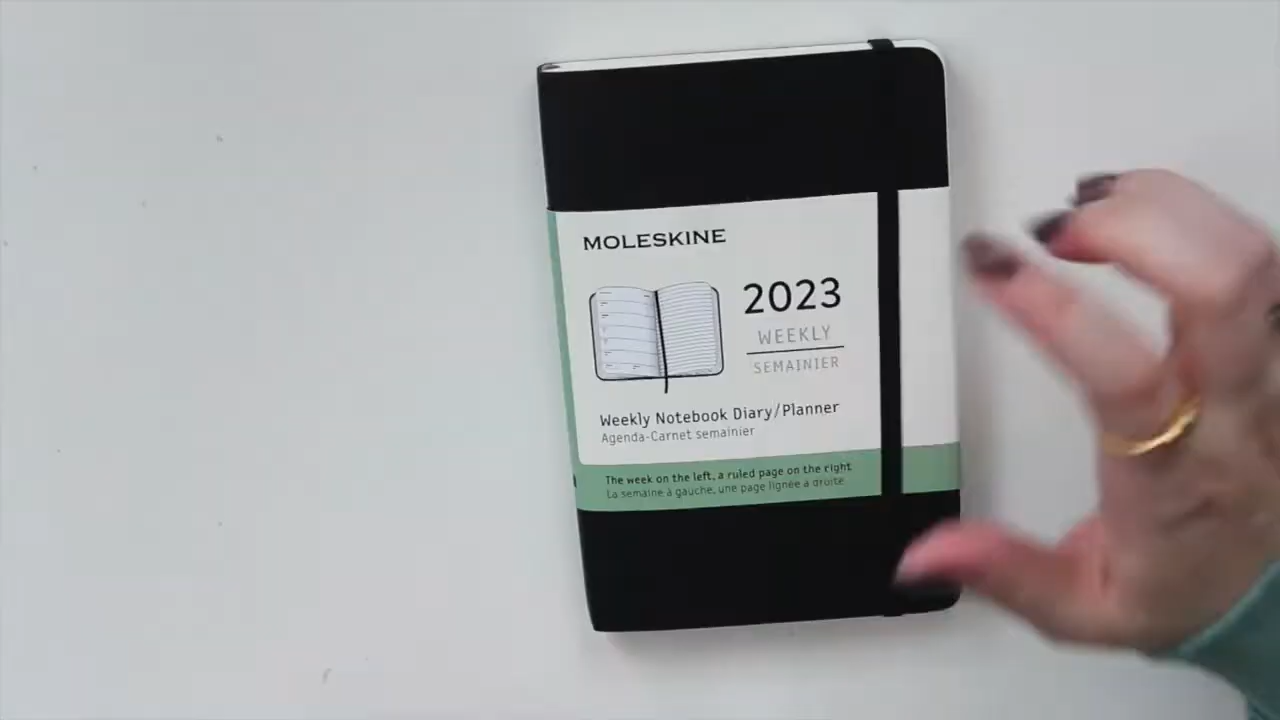 MOLESKINE
2023
WEEKLY
SEMAINIER
Weekly Notebook Diary/Planner
Agenda-Carnet semainier
The week on the left, a ruled page on the right
La semaine à gauche, une page lignée à droite